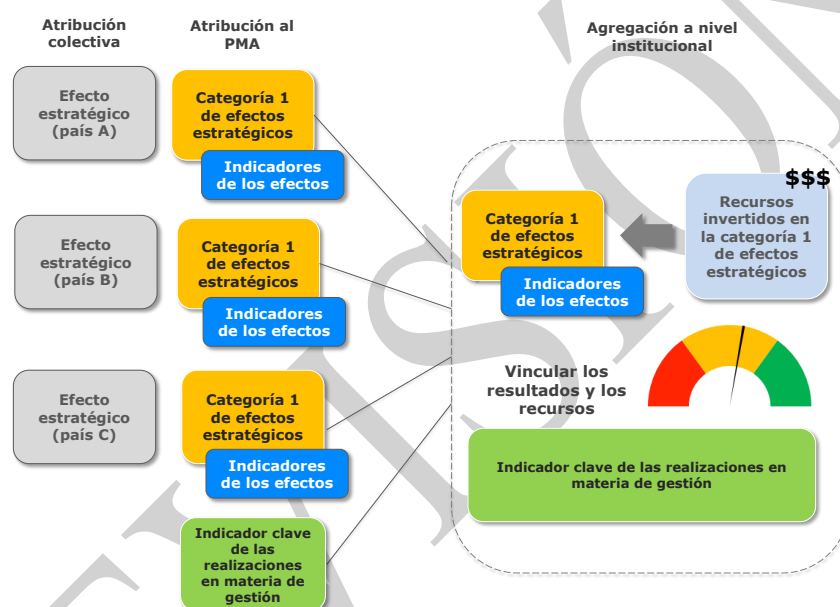 Atribución
colectiva
Atribución al
PMA
Agregación a nivel
institucional
Efecto
estratégico
(país A)
Categoría 1
de efectos
estratégicos
Indicadores
de los efectos
Efecto
estratégico
(país B)
Categoría 1
de efectos
estratégicos
Indicadores
de los efectos
Efecto
estratégico
(país C)
Categoría 1
de efectos
estratégicos
Indicadores
de los efectos
Indicador clave
de las
realizaciones
en materia de
gestión
Categoría 1
de efectos
estratégicos
Indicadores
de los efectos
$$$
Recursos
invertidos en
la categoría 1
de efectos
estratégicos
Vincular los
resultados y los
recursos
Indicador clave de las realizaciones en
materia de gestión